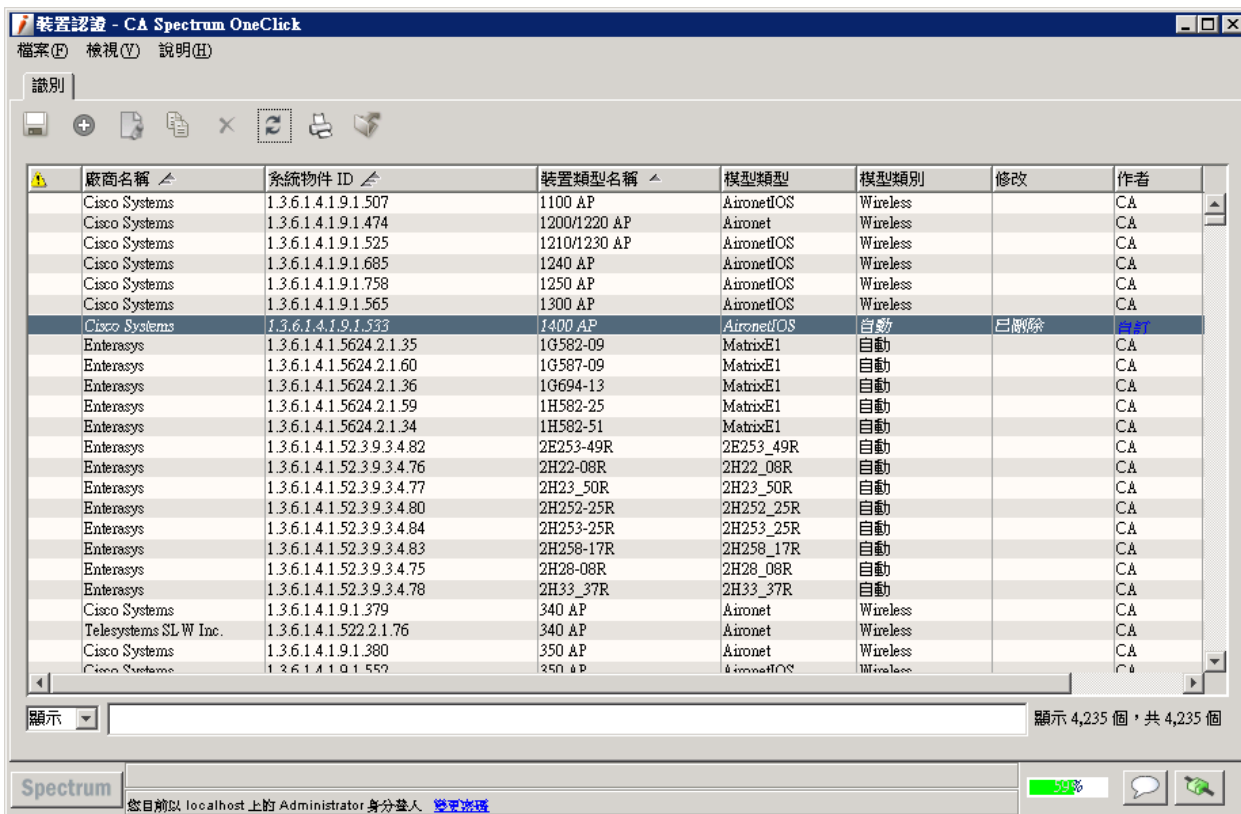 裝置認證 - CA Spectrum OneClick
檔案(F) 檢視(V) 說明(H)
識別
廠商名稱 系統物件 ID 裝置類型名稱 模型類型 模型類別 修改 作者
Cisco Systems 1.3.6.1.4.1.9.1.507 1100 AP AironetIOS Wireless CA
Cisco Systems 1.3.6.1.4.1.9.1.474 1200/1220 AP Aironet Wireless CA
Cisco Systems 1.3.6.1.4.1.9.1.525 1210/1230 AP AironetIOS Wireless CA
Cisco Systems 1.3.6.1.4.1.9.1.685 1240 AP AironetIOS Wireless CA
Cisco Systems 1.3.6.1.4.1.9.1.758 1250 AP AironetIOS Wireless CA
Cisco Systems 1.3.6.1.4.1.9.1.565 1300 AP AironetIOS Wireless CA
Cisco Systems 1.3.6.1.4.1.9.1.533 1400 AP AironetIOS 自動 已刪除 自訂
Enterasys 1.3.6.1.4.1.5624.2.1.35 1G582-09 MatrixE1 自動 CA
Enterasys 1.3.6.1.4.1.5624.2.1.60 1G587-09 MatrixE1 自動 CA
Enterasys 1.3.6.1.4.1.5624.2.1.36 1G694-13 MatrixE1 自動 CA
Enterasys 1.3.6.1.4.1.5624.2.1.59 1H582-25 MatrixE1 自動 CA
Enterasys 1.3.6.1.4.1.5624.2.1.34 1H582-51 MatrixE1 自動 CA
Enterasys 1.3.6.1.4.1.52.3.9.3.4.82 2E253-49R 2E253_49R 自動 CA
Enterasys 1.3.6.1.4.1.52.3.9.3.4.76 2H22-08R 2H22_08R 自動 CA
Enterasys 1.3.6.1.4.1.52.3.9.3.4.77 2H23_50R 2H23_50R 自動 CA
Enterasys 1.3.6.1.4.1.52.3.9.3.4.80 2H252-25R 2H252_25R 自動 CA
Enterasys 1.3.6.1.4.1.52.3.9.3.4.84 2H253-25R 2H253_25R 自動 CA
Enterasys 1.3.6.1.4.1.52.3.9.3.4.83 2H258-17R 2H258_17R 自動 CA
Enterasys 1.3.6.1.4.1.52.3.9.3.4.75 2H28-08R 2H28_08R 自動 CA
Enterasys 1.3.6.1.4.1.52.3.9.3.4.78 2H33_37R 2H33_37R 自動 CA
Cisco Systems 1.3.6.1.4.1.9.1.379 340 AP Aironet Wireless CA
Telesystems SLW Inc. 1.3.6.1.4.1.522.2.1.76 340 AP Aironet Wireless CA
Cisco Systems 1.3.6.1.4.1.9.1.380 350 AP Aironet Wireless CA
Cisco Systems 1.3.6.1.4.1.9.1.552 350 AP AironetIOS Wireless CA
顯示 顯示 4,235 個，共 4,235 個
Spectrum 59%
您目前以 localhost 上的 Administrator 身分登入 變更密碼